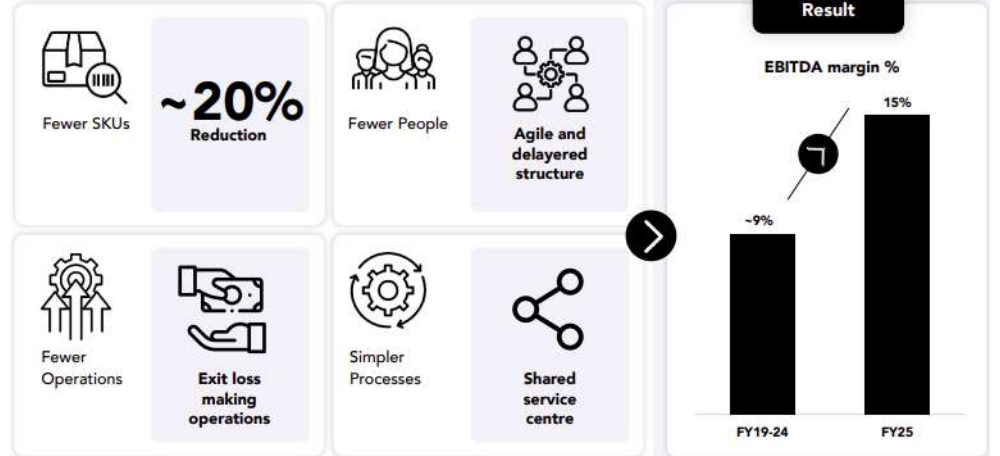 Fewer SKUs
~20%
Reduction
Fewer People
Agile and
delayered
structure
Fewer
Operations
Exit loss
making
operations
Simpler
Processes
Shared
service
centre
Result
EBITDA margin %
15%
~9%
FY19-24
FY25